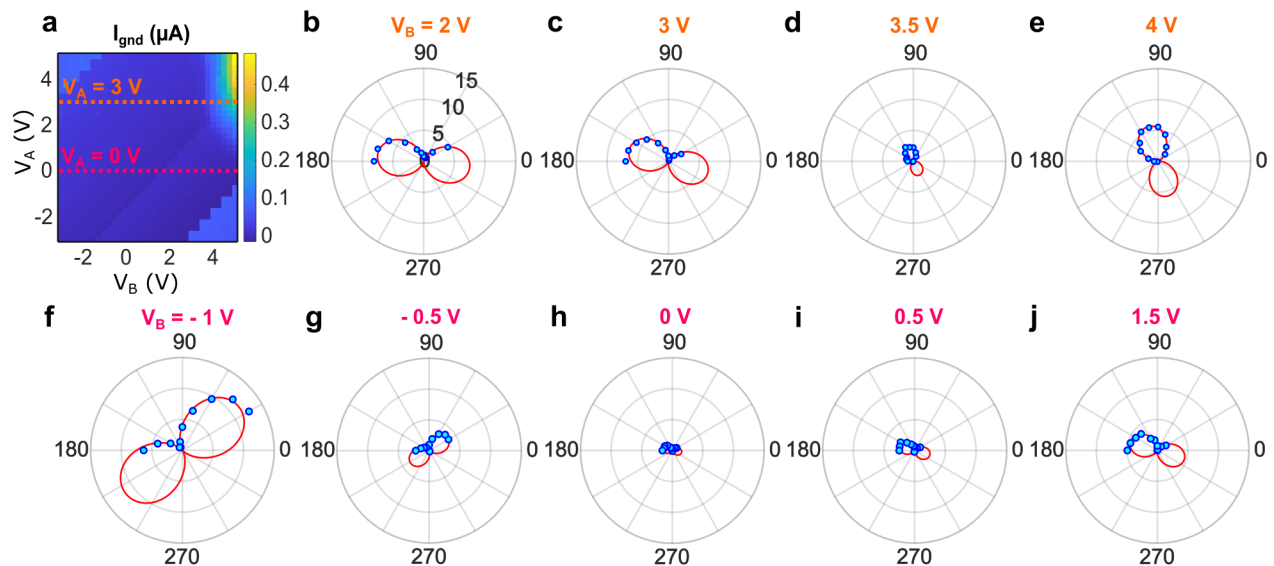 a
I_gnd (µA)
V_A = 3 V
V_A = 0 V
V_A (V)
4
2
0
-2
-2
0
2
4
V_B (V)
0.4
0.3
0.2
0.1
0
b
V_B = 2 V
90
15
10
5
180
0
270
c
3 V
90
180
0
270
d
3.5 V
90
180
0
270
e
4 V
90
180
0
270
f
V_B = - 1 V
90
180
0
270
g
- 0.5 V
90
180
0
270
h
0 V
90
180
0
270
i
0.5 V
90
180
0
270
j
1.5 V
90
180
0
270